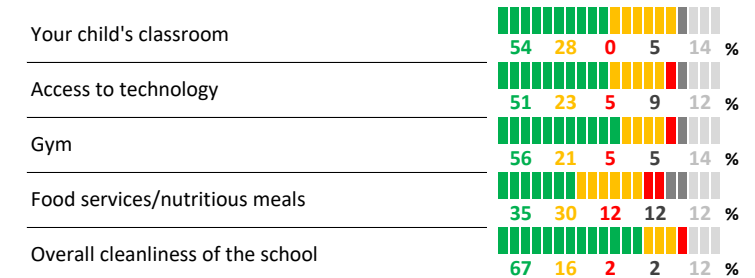 Your child's classroom
54 28 0 5 14 %
Access to technology
51 23 5 9 12 %
Gym
56 21 5 5 14 %
Food services/nutritious meals
35 30 12 12 12 %
Overall cleanliness of the school
67 16 2 2 12 %